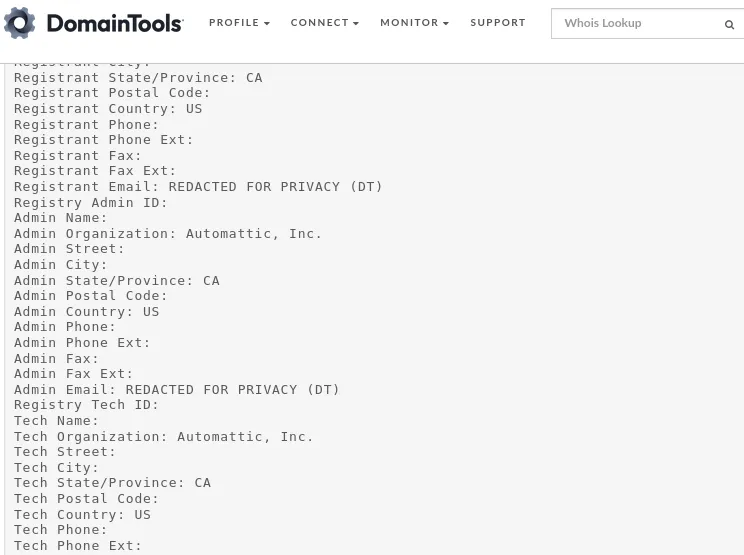 DomainTools PROFILE CONNECT MONITOR SUPPORT Whois Lookup
Registrant City:
Registrant State/Province: CA
Registrant Postal Code:
Registrant Country: US
Registrant Phone:
Registrant Phone Ext:
Registrant Fax:
Registrant Fax Ext:
Registrant Email: REDACTED FOR PRIVACY (DT)
Registry Admin ID:
Admin Name:
Admin Organization: Automattic, Inc.
Admin Street:
Admin City:
Admin State/Province: CA
Admin Postal Code:
Admin Country: US
Admin Phone:
Admin Phone Ext:
Admin Fax:
Admin Fax Ext:
Admin Email: REDACTED FOR PRIVACY (DT)
Registry Tech ID:
Tech Name:
Tech Organization: Automattic, Inc.
Tech Street:
Tech City:
Tech State/Province: CA
Tech Postal Code:
Tech Country: US
Tech Phone:
Tech Phone Ext: